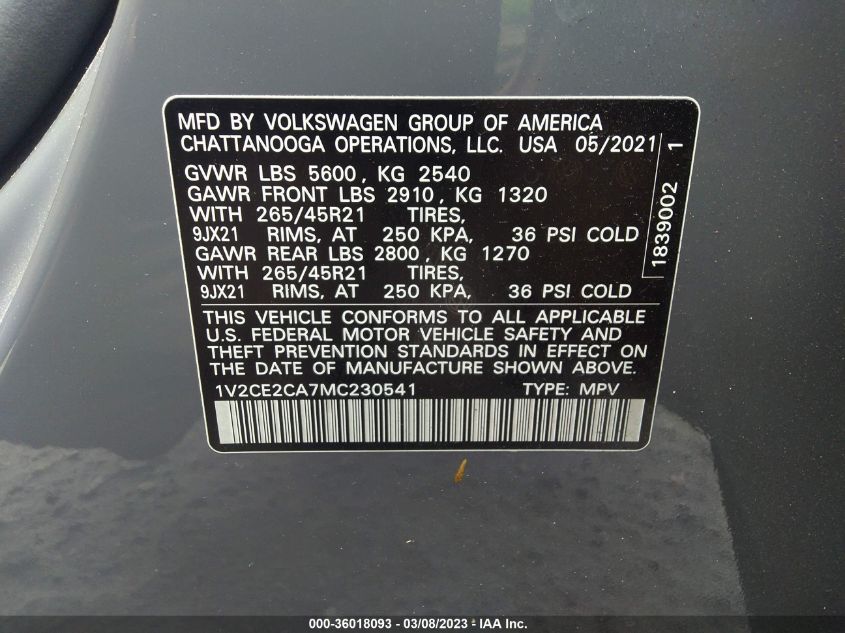 MFD BY VOLKSWAGEN GROUP OF AMERICA
CHATTANOOGA OPERATIONS, LLC. USA 05/2021
GVWR LBS 5600, KG 2540
GAWR FRONT LBS 2910, KG 1320
WITH 265/45R21 TIRES,
9JX21 RIMS, AT 250 KPA, 36 PSI COLD
GAWR REAR LBS 2800, KG 1270
WITH 265/45R21 TIRES,
9JX21 RIMS, AT 250 KPA, 36 PSI COLD
1839002 1
THIS VEHICLE CONFORMS TO ALL APPLICABLE
U.S. FEDERAL MOTOR VEHICLE SAFETY AND
THEFT PREVENTION STANDARDS IN EFFECT ON
THE DATE OF MANUFACTURE SHOWN ABOVE.
1V2CE2CA7MC230541 TYPE: MPV
000-36018093 - 03/08/2023 - IAA Inc.